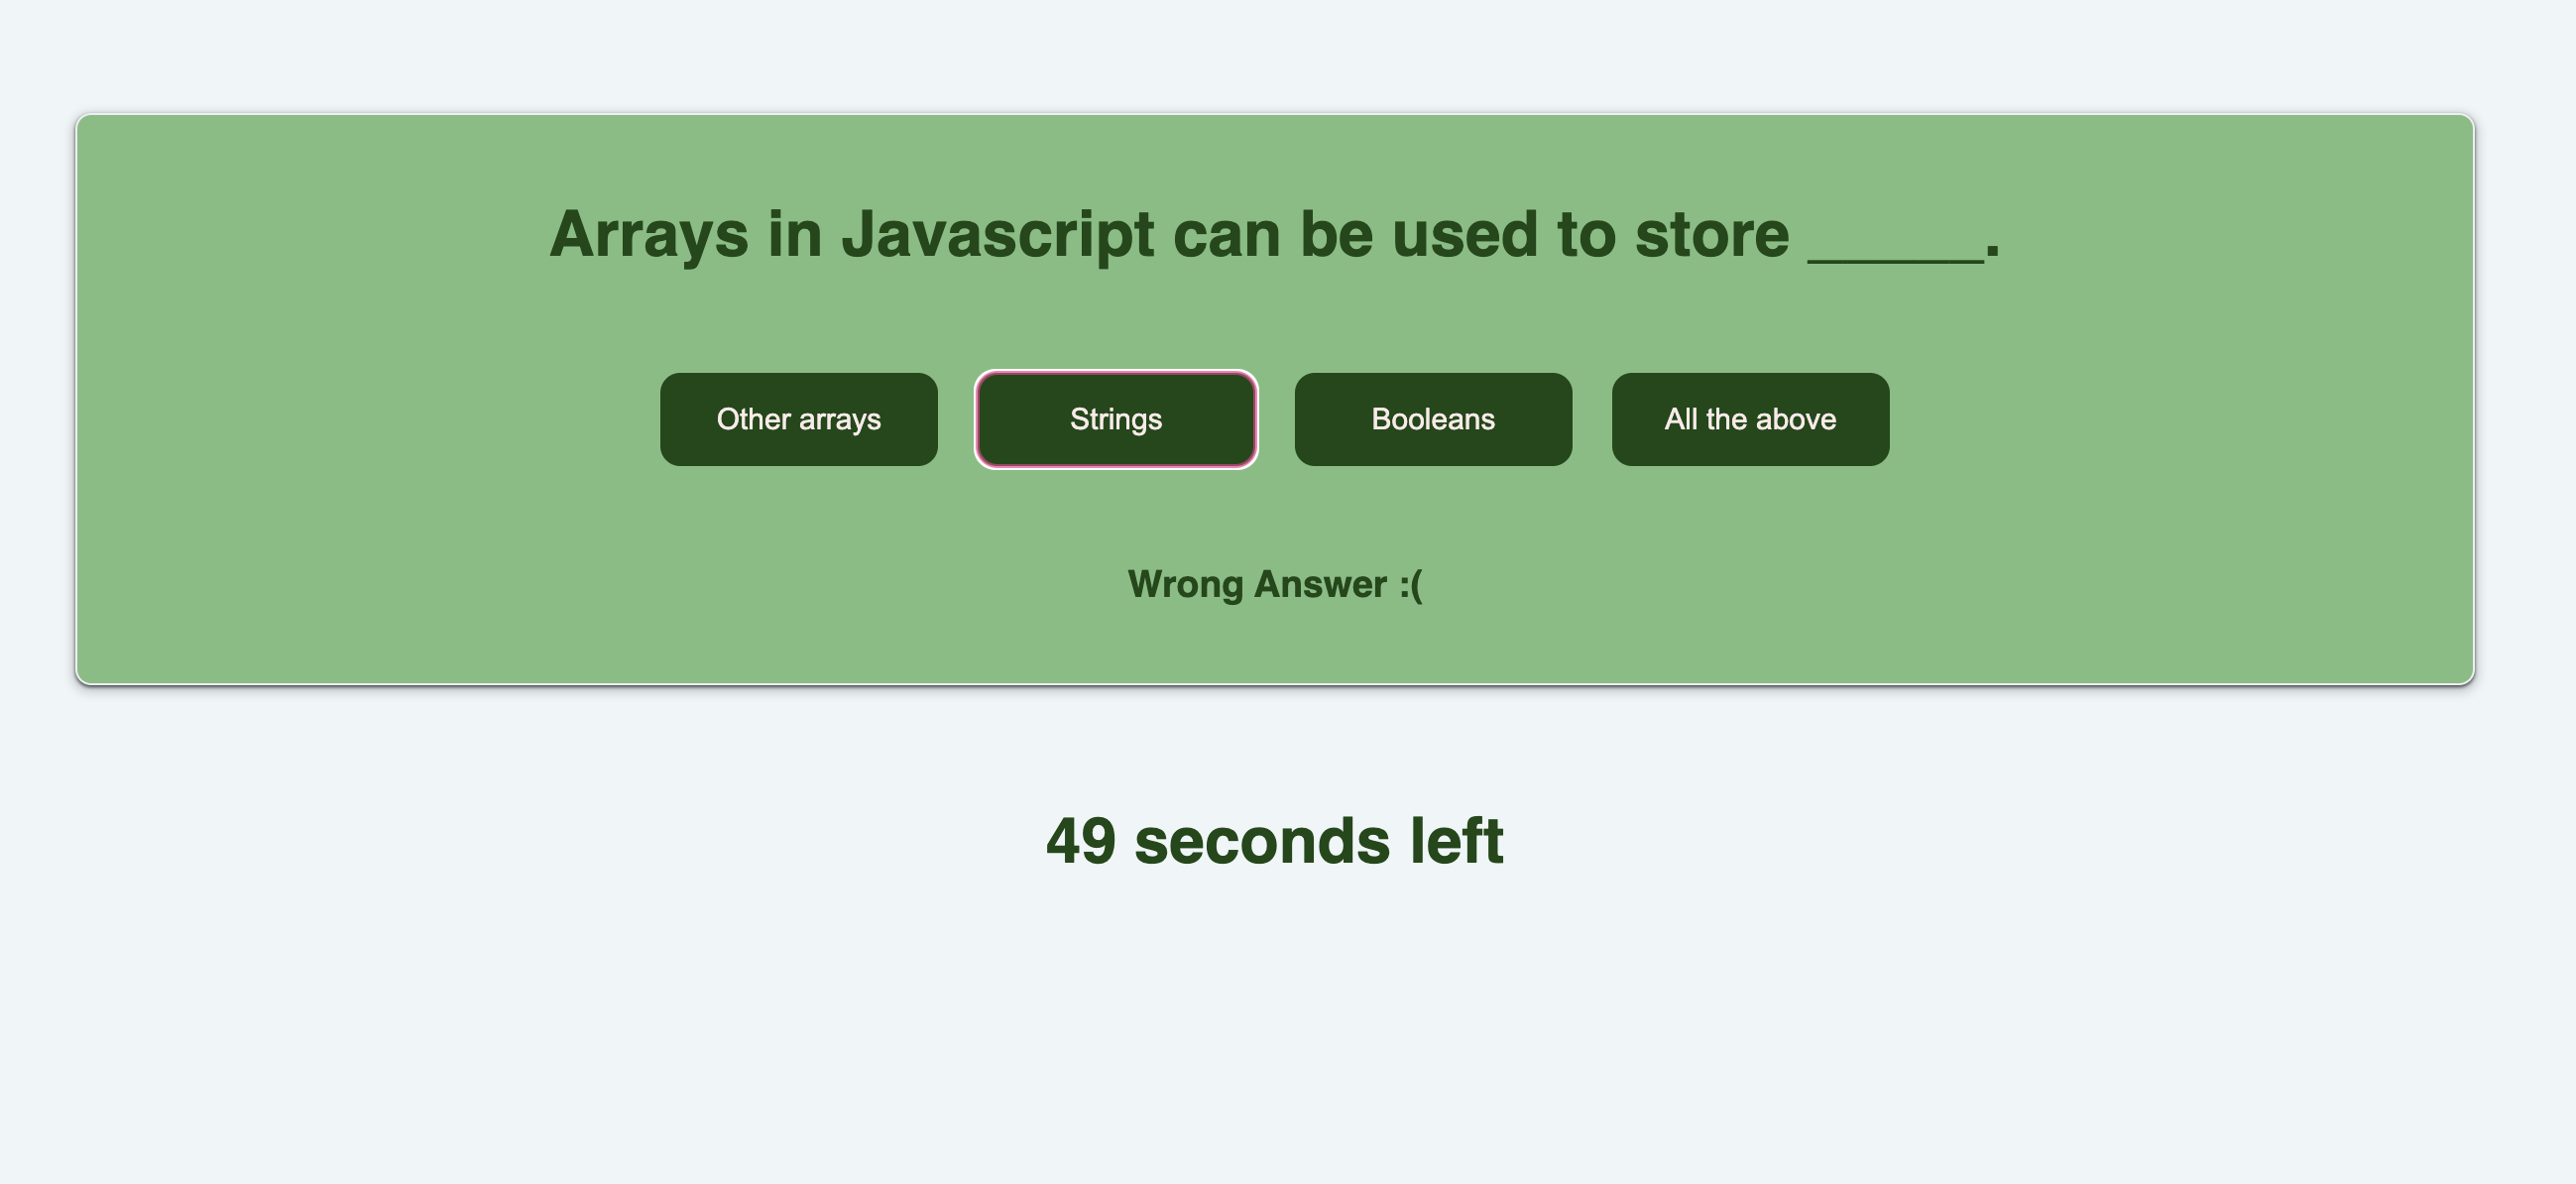 Arrays in Javascript can be used to store _____.
Other arrays
Strings
Booleans
All the above
Wrong Answer :(
49 seconds left